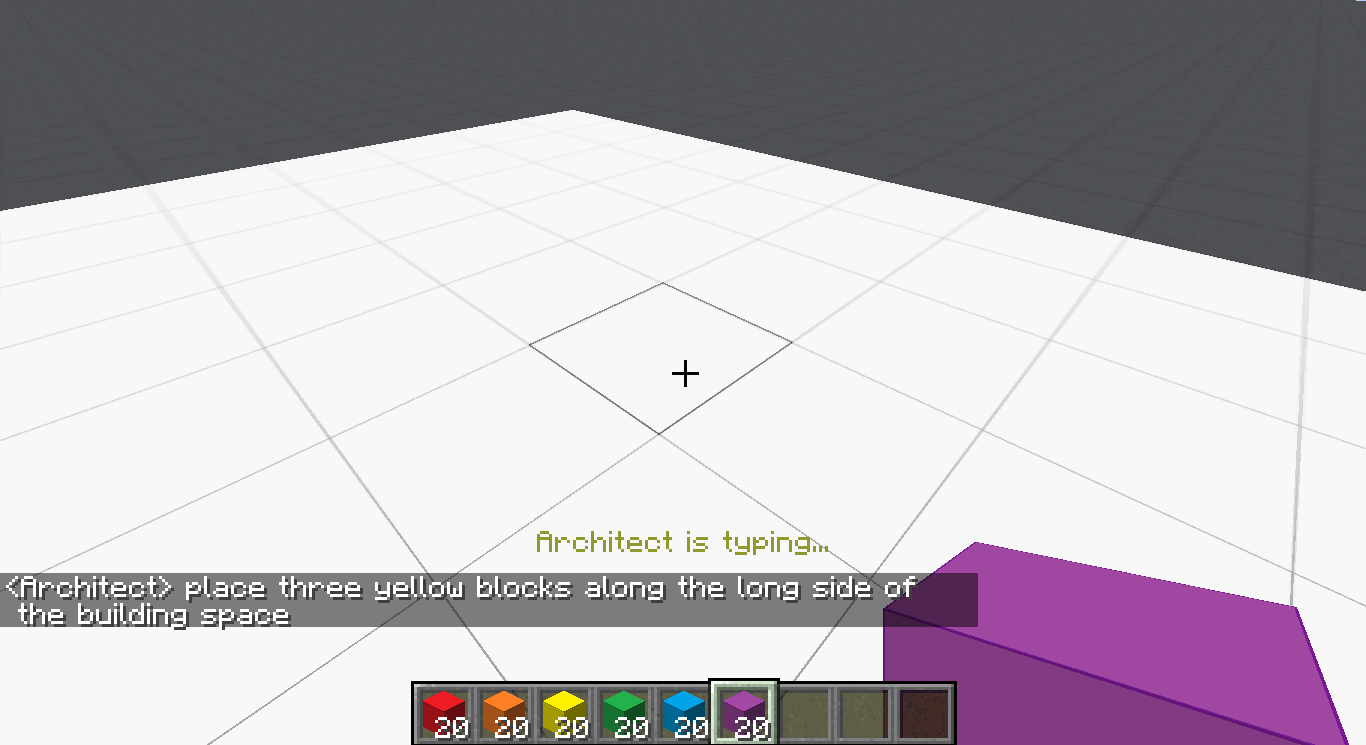 Architect is typing...
<Architect> place three yellow blocks along the long side of
the building space
20 20 20 20 20 20